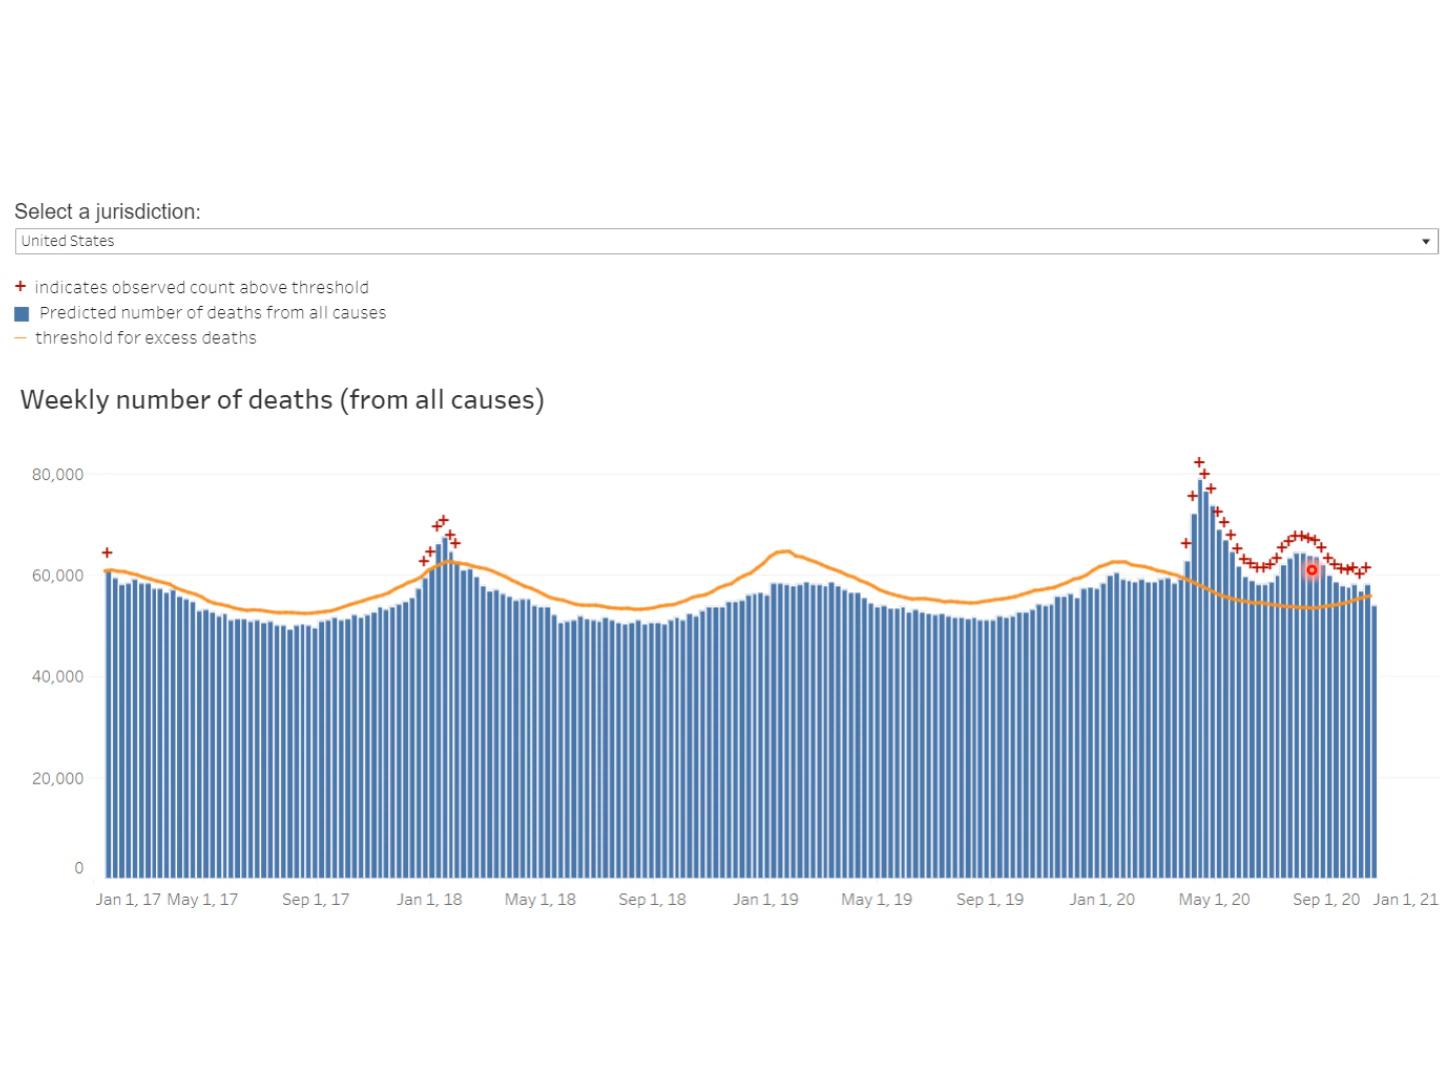 Select a jurisdiction:
United States
+ indicates observed count above threshold
Predicted number of deaths from all causes
threshold for excess deaths
Weekly number of deaths (from all causes)
80,000
60,000
40,000
20,000
0
Jan 1, 17 May 1, 17 Sep 1, 17 Jan 1, 18 May 1, 18 Sep 1, 18 Jan 1, 19 May 1, 19 Sep 1, 19 Jan 1, 20 May 1, 20 Sep 1, 20 Jan 1, 21